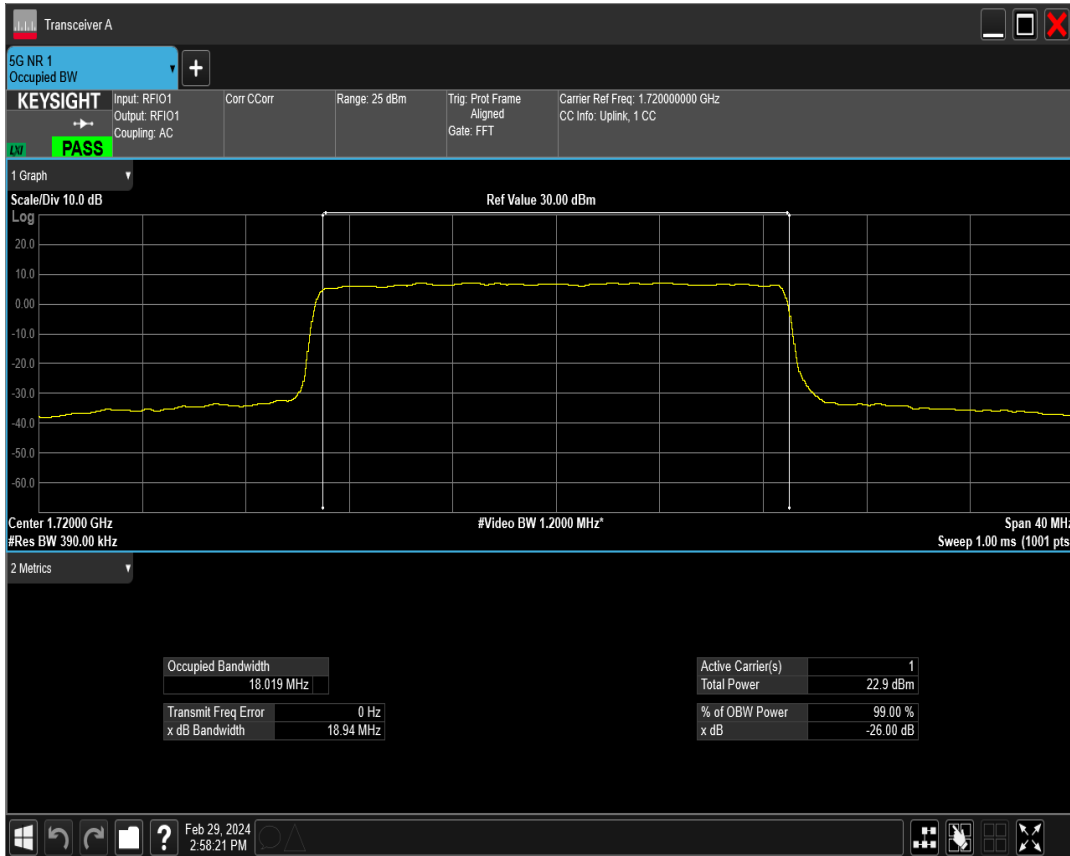 Transceiver A
5G NR 1
Occupied BW
KEYSIGHT
LXI
PASS
Input: RFIO1
Output: RFIO1
Coupling: AC
Corr CCorr
Range: 25 dBm
Trig: Prot Frame
Aligned
Gate: FFT
Carrier Ref Freq: 1.720000000 GHz
CC Info: Uplink, 1 CC
1 Graph
Scale/Div 10.0 dB
Ref Value 30.00 dBm
Log
20.0
10.0
0.00
-10.0
-20.0
-30.0
-40.0
-50.0
-60.0
Center 1.72000 GHz
#Video BW 1.2000 MHz*
Span 40 MHz
#Res BW 390.00 kHz
Sweep 1.00 ms (1001 pts
2 Metrics
Occupied Bandwidth
18.019 MHz
Transmit Freq Error 0 Hz
x dB Bandwidth 18.94 MHz
Active Carrier(s) 1
Total Power 22.9 dBm
% of OBW Power 99.00 %
x dB -26.00 dB
?
Feb 29, 2024
2:58:21 PM